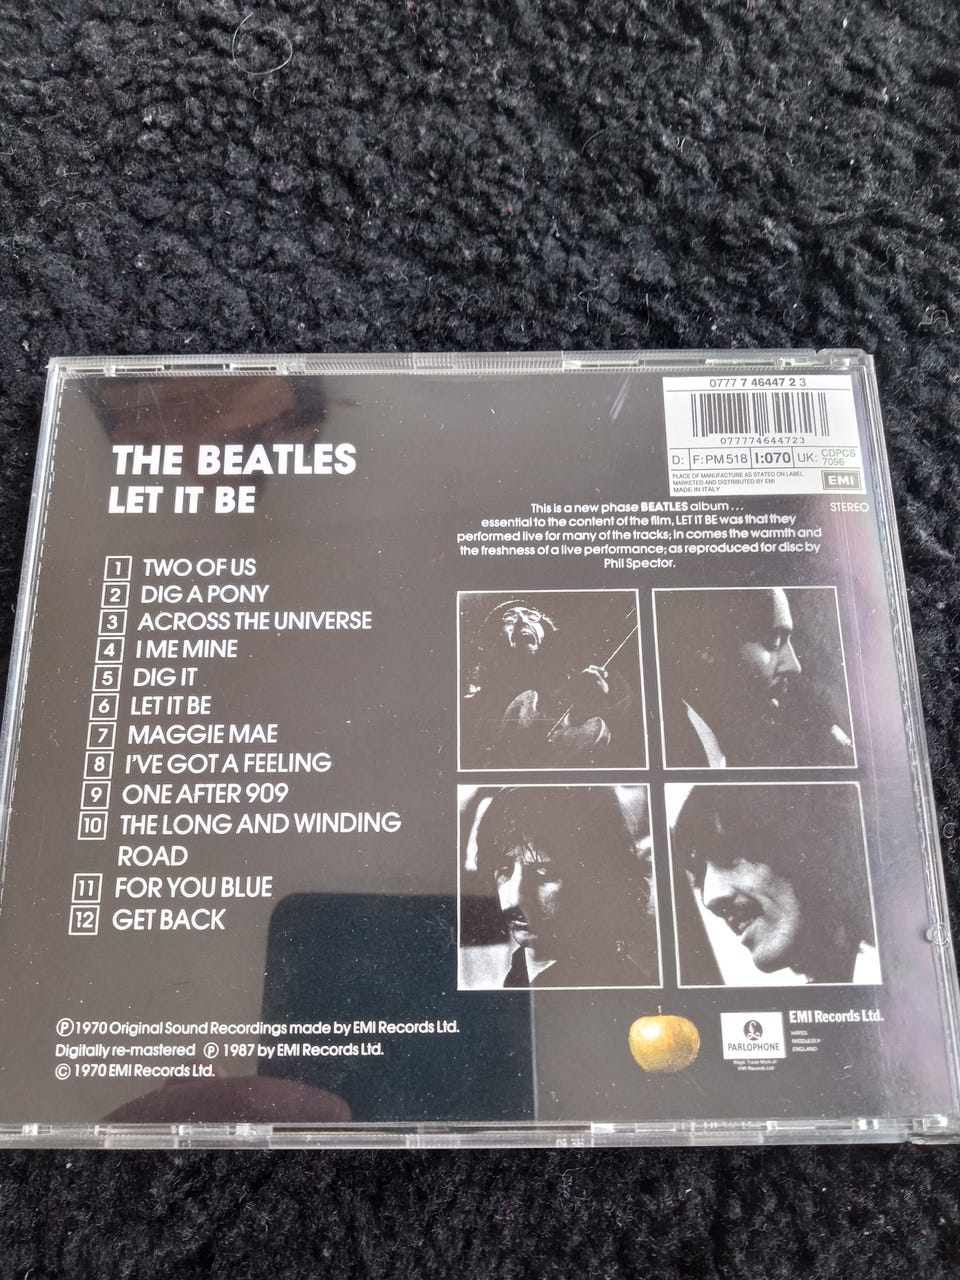 0777 7 46447 2 3
077774644723
D: F: PM 518 I: 070 UK: CDPCS 7096
PLACE OF MANUFACTURE AS STATED ON LABEL
MARKETED AND DISTRIBUTED BY EMI
MADE IN ITALY
EMI
STEREO
THE BEATLES
LET IT BE
This is a new phase BEATLES album . . .
essential to the content of the film, LET IT BE was that they
performed live for many of the tracks; in comes the warmth and
the freshness of a live performance; as reproduced for disc by
Phil Spector.
1 TWO OF US
2 DIG A PONY
3 ACROSS THE UNIVERSE
4 I ME MINE
5 DIG IT
6 LET IT BE
7 MAGGIE MAE
8 I'VE GOT A FEELING
9 ONE AFTER 909
10 THE LONG AND WINDING
ROAD
11 FOR YOU BLUE
12 GET BACK
Ⓟ 1970 Original Sound Recordings made by EMI Records Ltd.
Digitally re-mastered Ⓟ 1987 by EMI Records Ltd.
© 1970 EMI Records Ltd.
PARLOPHONE
Regd. Trade Mark of
EMI Records Ltd
EMI Records Ltd.
HAYES
MIDDLESEX
ENGLAND